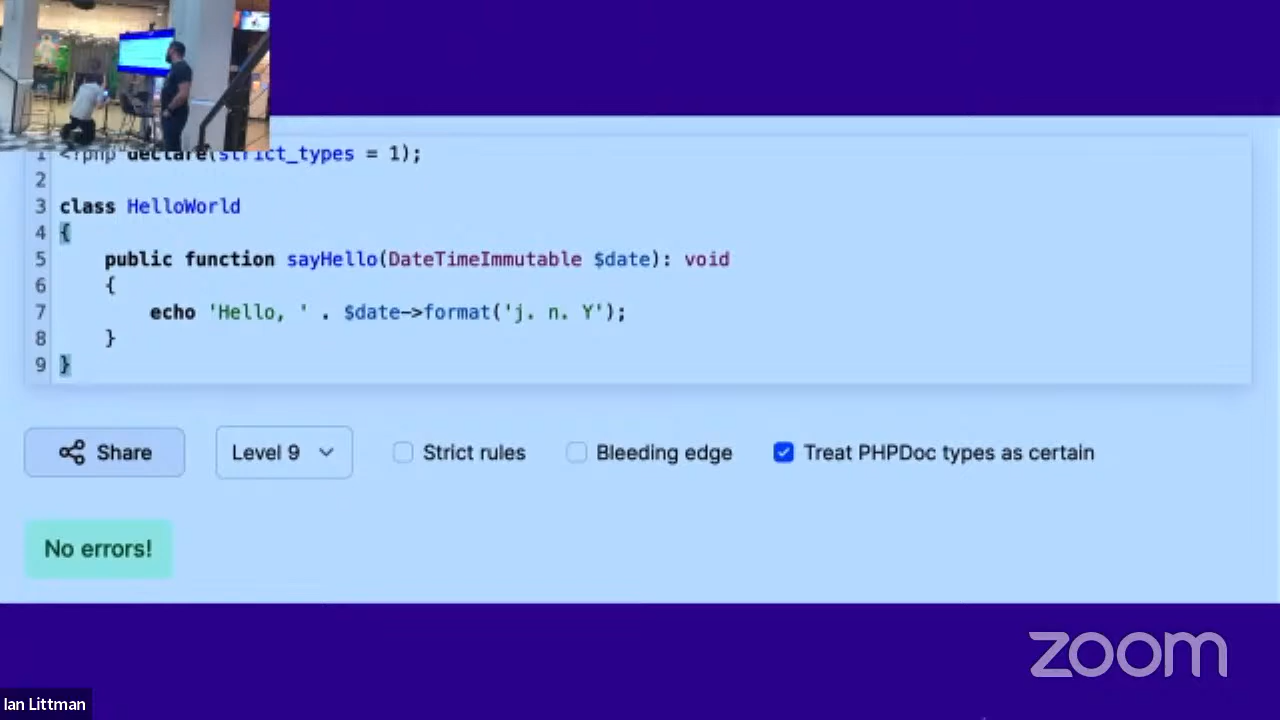 1 <?php declare(strict_types = 1);
2
3 class HelloWorld
4 {
5 public function sayHello(DateTimeImmutable $date): void
6 {
7 echo 'Hello, ' . $date->format('j. n. Y');
8 }
9 }
Share Level 9 Strict rules Bleeding edge Treat PHPDoc types as certain
No errors!
zoom
Ian Littman